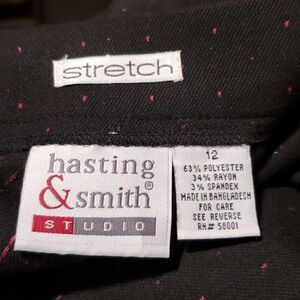 stretch
hasting
&smith®
STUDIO
12
63% POLYESTER
34% RAYON
3% SPANDEX
MADE IN BANGLADESH
FOR CARE
SEE REVERSE
RN# 58001